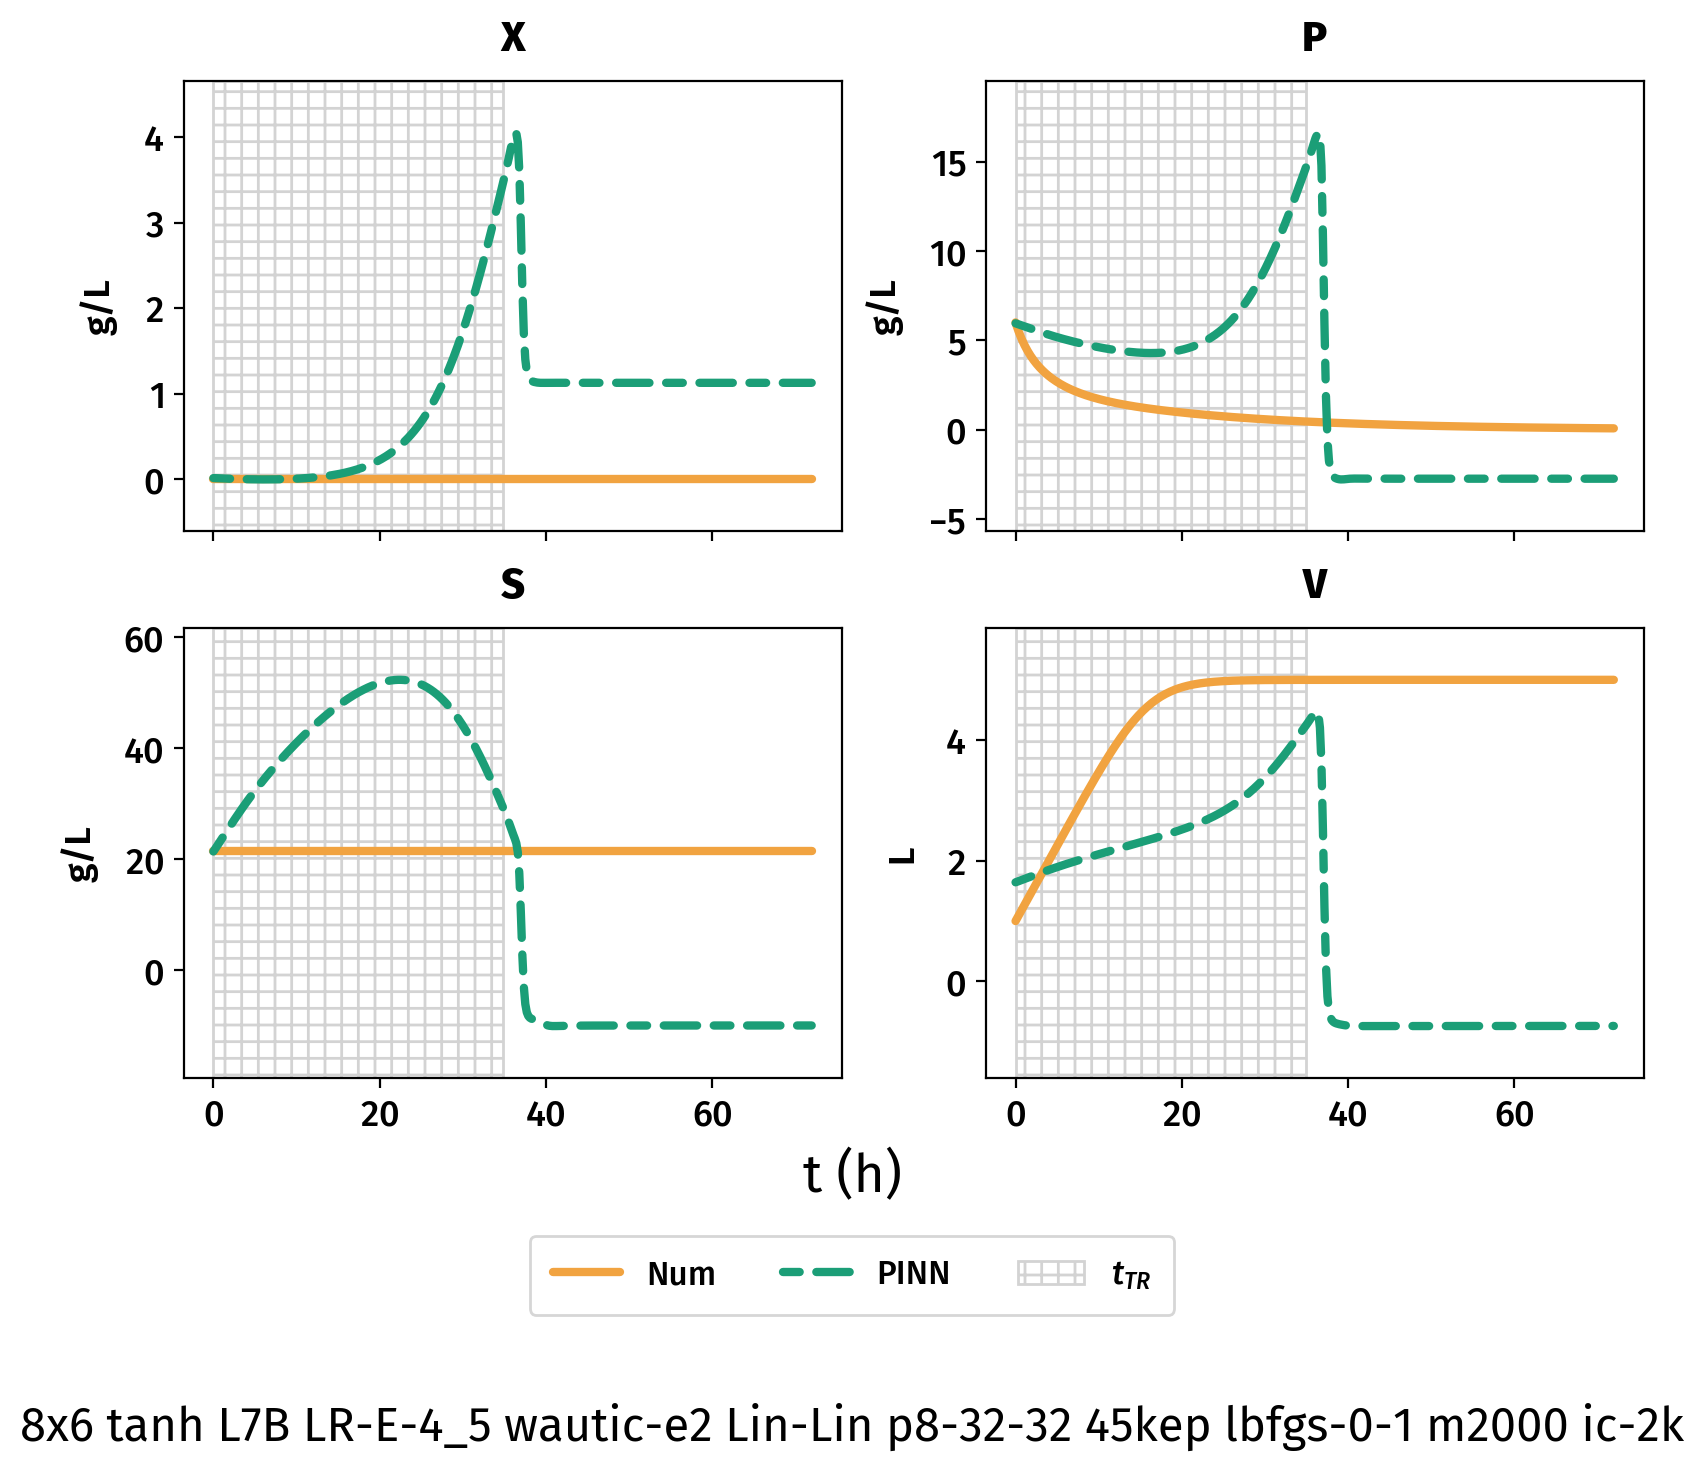 X
P
g/L
4
3
2
1
0
g/L
15
10
5
0
−5
S
V
g/L
60
40
20
0
L
4
2
0
0 20 40 60
0 20 40 60
t (h)
Num PINN t_TR
8x6 tanh L7B LR-E-4_5 wautic-e2 Lin-Lin p8-32-32 45kep lbfgs-0-1 m2000 ic-2k